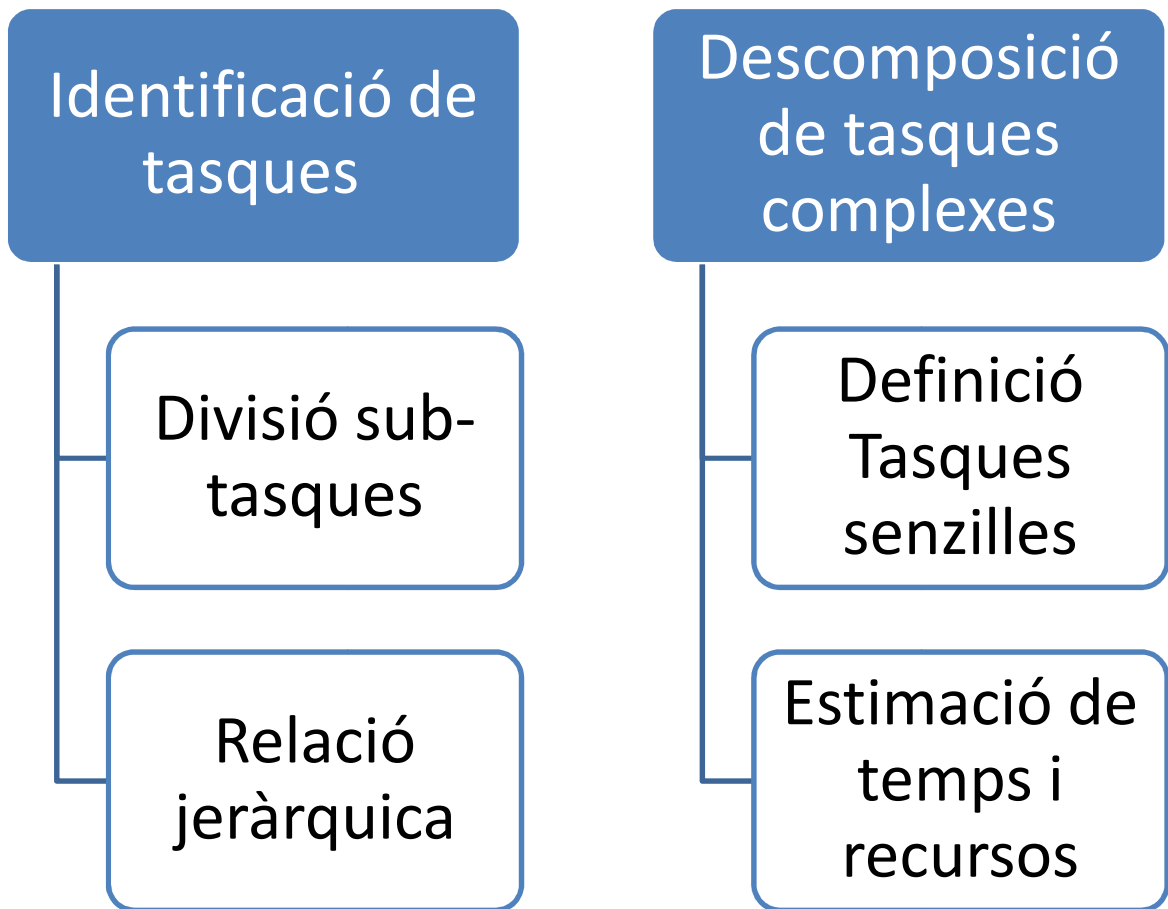 Identificació de
tasques
Divisió sub-
tasques
Relació
jeràrquica
Descomposició
de tasques
complexes
Definició
Tasques
senzilles
Estimació de
temps i
recursos